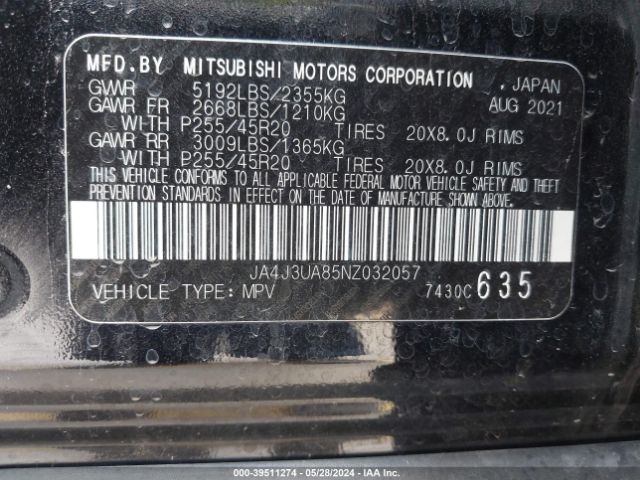 MFD.BY MITSUBISHI MOTORS CORPORATION , JAPAN
GWWR 5192LBS/2355KG AUG 2021
GAWR FR 2668LBS/1210KG
WITH P255/45R20 TIRES 20X8.0J RIMS
GAWR RR 3009LBS/1365KG
WITH P255/45R20 TIRES 20X8.0J RIMS
THIS VEHICLE CONFORMS TO ALL APPLICABLE FEDERAL MOTOR VEHICLE SAFETY AND THEFT
PREVENTION STANDARDS IN EFFECT ON THE DATE OF MANUFACTURE SHOWN ABOVE.
JA4J3UA85NZ032057
VEHICLE TYPE: MPV 7430C 635
000-39511274 - 05/28/2024 - IAA Inc.